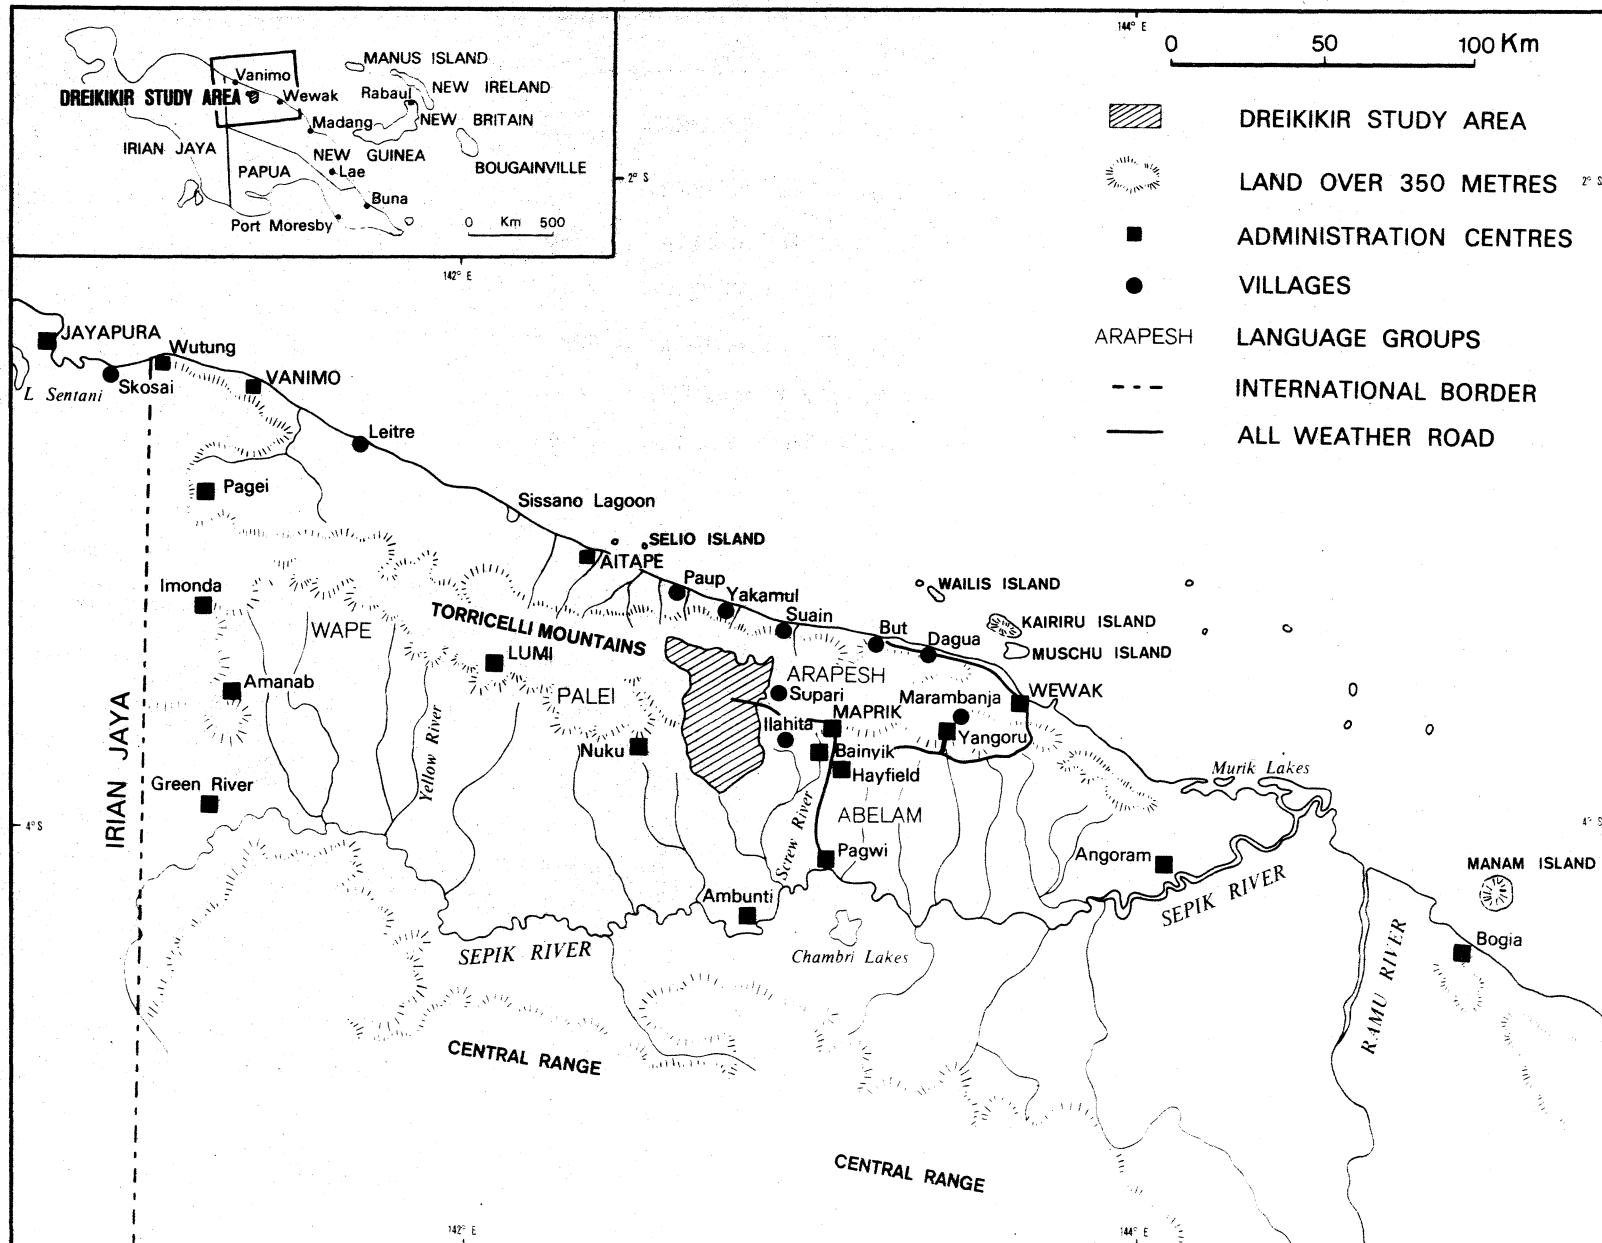 144° E
0 50 100 Km
MANUS ISLAND
Vanimo
NEW IRELAND
Rabaul
DREIKIKIR STUDY AREA
Wewak
NEW BRITAIN
Madang
IRIAN JAYA
NEW GUINEA
BOUGAINVILLE
PAPUA
Lae
Buna
Port Moresby
0 Km 500
2° S
142° E
DREIKIKIR STUDY AREA
LAND OVER 350 METRES
2° S
ADMINISTRATION CENTRES
VILLAGES
ARAPESH LANGUAGE GROUPS
INTERNATIONAL BORDER
ALL WEATHER ROAD
JAYAPURA
Wutung
L Sentani
Skosai
VANIMO
Leitre
Pagei
Sissano Lagoon
SELIO ISLAND
AITAPE
Imonda
Paup
Yakamul
WAILIS ISLAND
WAPE
TORRICELLI MOUNTAINS
Suain
But
Dagua
KAIRIRU ISLAND
MUSCHU ISLAND
LUMI
ARAPESH
Amanab
PALEI
Supari
Marambanja
WEWAK
MAPRIK
Ilahita
Yangoru
Nuku
Bainyik
Hayfield
Murik Lakes
IRIAN JAYA
Yellow River
Green River
Screw River
ABELAM
4° S
4° S
Pagwi
Angoram
MANAM ISLAND
Ambunti
SEPIK RIVER
SEPIK RIVER
Chambri Lakes
RAMU RIVER
Bogia
CENTRAL RANGE
CENTRAL RANGE
142° E
144° E